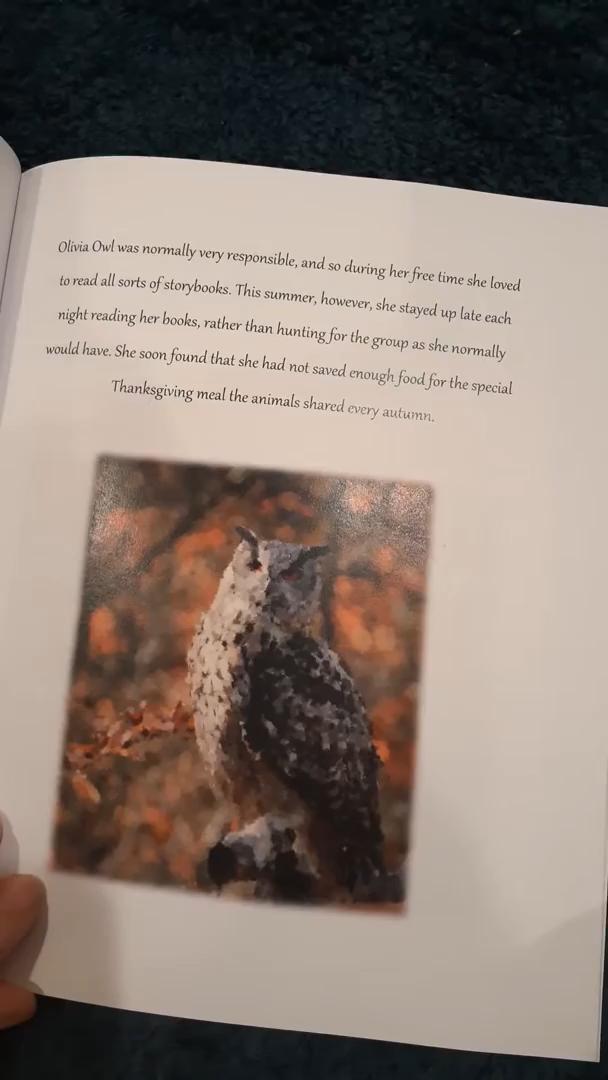 Olivia Owl was normally very responsible, and so during her free time she loved
to read all sorts of storybooks. This summer, however, she stayed up late each
night reading her books, rather than hunting for the group as she normally
would have. She soon found that she had not saved enough food for the special
Thanksgiving meal the animals shared every autumn.